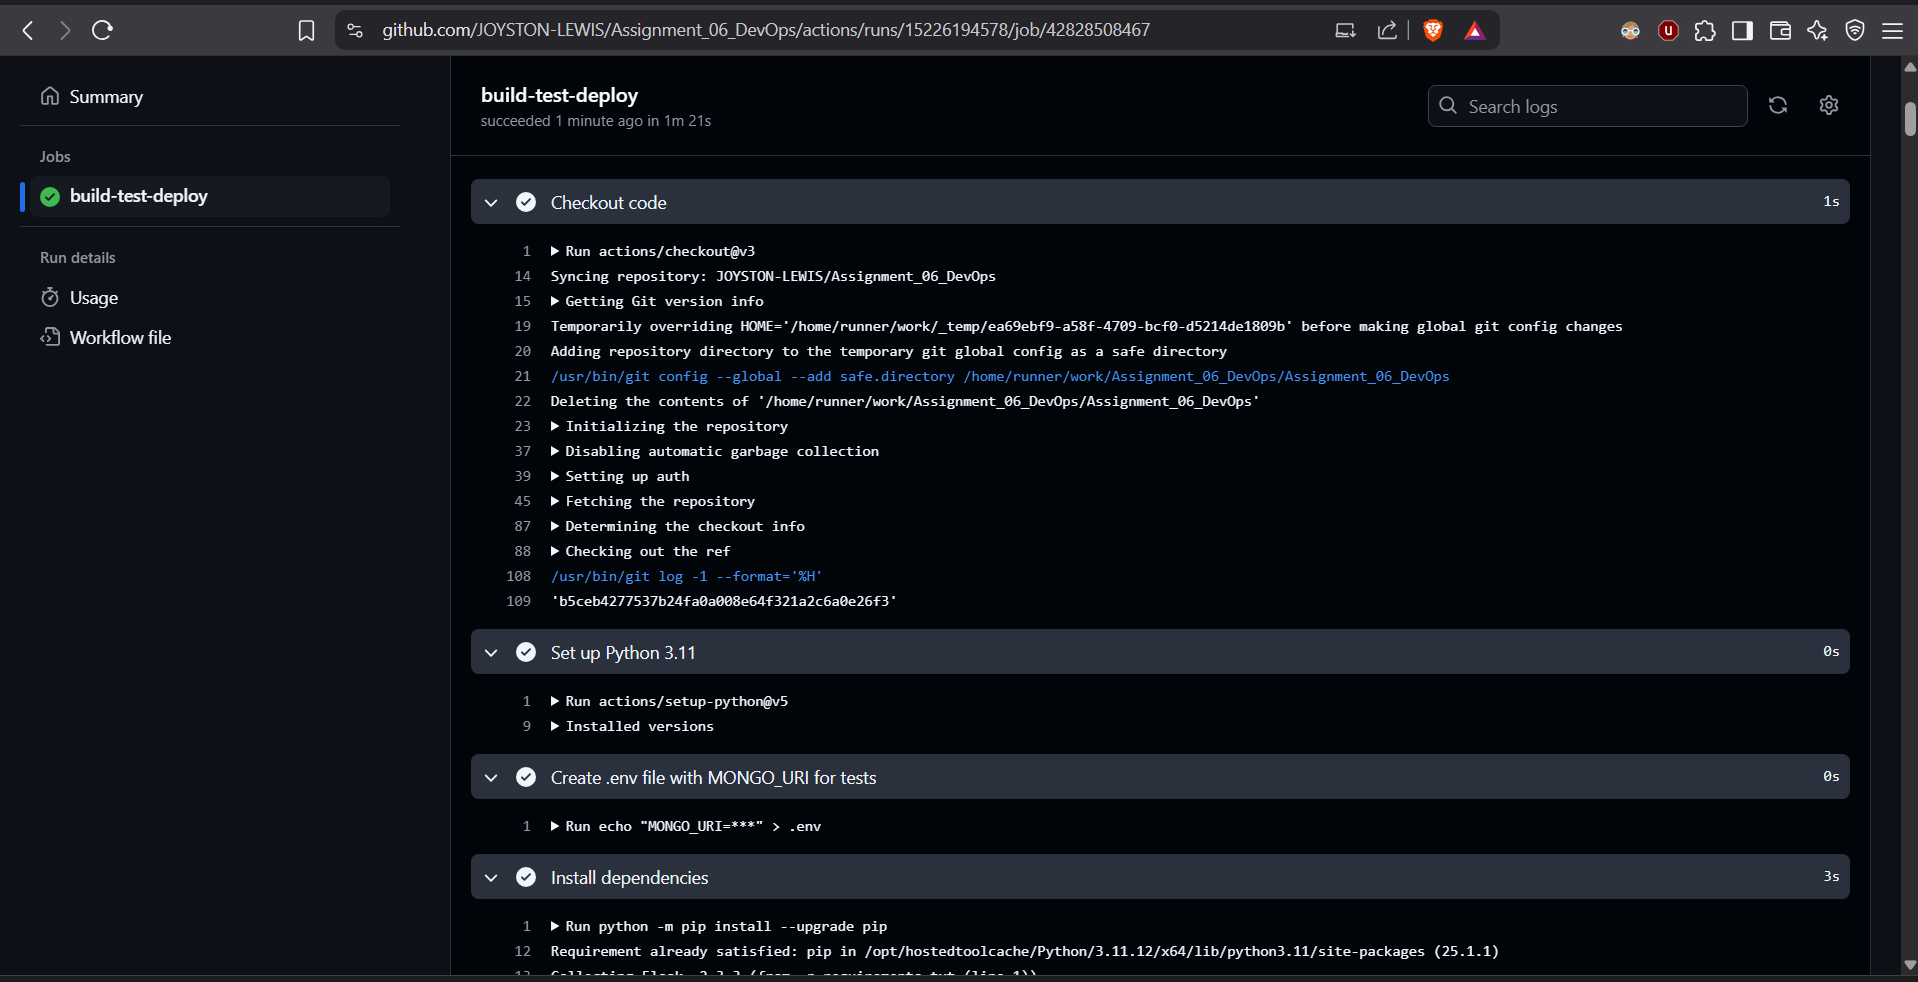 github.com/JOYSTON-LEWIS/Assignment_06_DevOps/actions/runs/15226194578/job/42828508467
Summary
Jobs
build-test-deploy
Run details
Usage
Workflow file
build-test-deploy
succeeded 1 minute ago in 1m 21s
Search logs
Checkout code 1s
1 Run actions/checkout@v3
14 Syncing repository: JOYSTON-LEWIS/Assignment_06_DevOps
15 Getting Git version info
19 Temporarily overriding HOME='/home/runner/work/_temp/ea69ebf9-a58f-4709-bcf0-d5214de1809b' before making global git config changes
20 Adding repository directory to the temporary git global config as a safe directory
21 /usr/bin/git config --global --add safe.directory /home/runner/work/Assignment_06_DevOps/Assignment_06_DevOps
22 Deleting the contents of '/home/runner/work/Assignment_06_DevOps/Assignment_06_DevOps'
23 Initializing the repository
37 Disabling automatic garbage collection
39 Setting up auth
45 Fetching the repository
87 Determining the checkout info
88 Checking out the ref
108 /usr/bin/git log -1 --format='%H'
109 'b5ceb4277537b24fa0a008e64f321a2c6a0e26f3'
Set up Python 3.11 0s
1 Run actions/setup-python@v5
9 Installed versions
Create .env file with MONGO_URI for tests 0s
1 Run echo "MONGO_URI=***" > .env
Install dependencies 3s
1 Run python -m pip install --upgrade pip
12 Requirement already satisfied: pip in /opt/hostedtoolcache/Python/3.11.12/x64/lib/python3.11/site-packages (25.1.1)